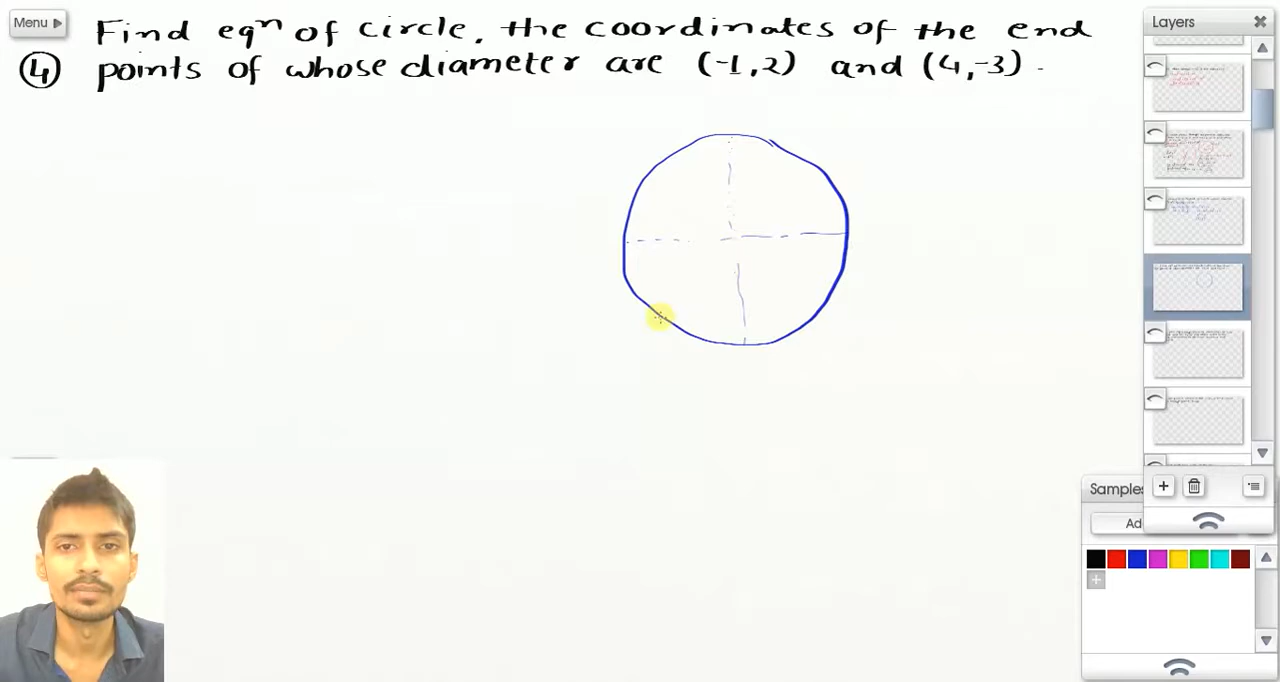 Menu
Find eqⁿ of circle, the coordinates of the end
④ points of whose diameter are (-1,2) and (4,-3).
Layers
Samples
Ad